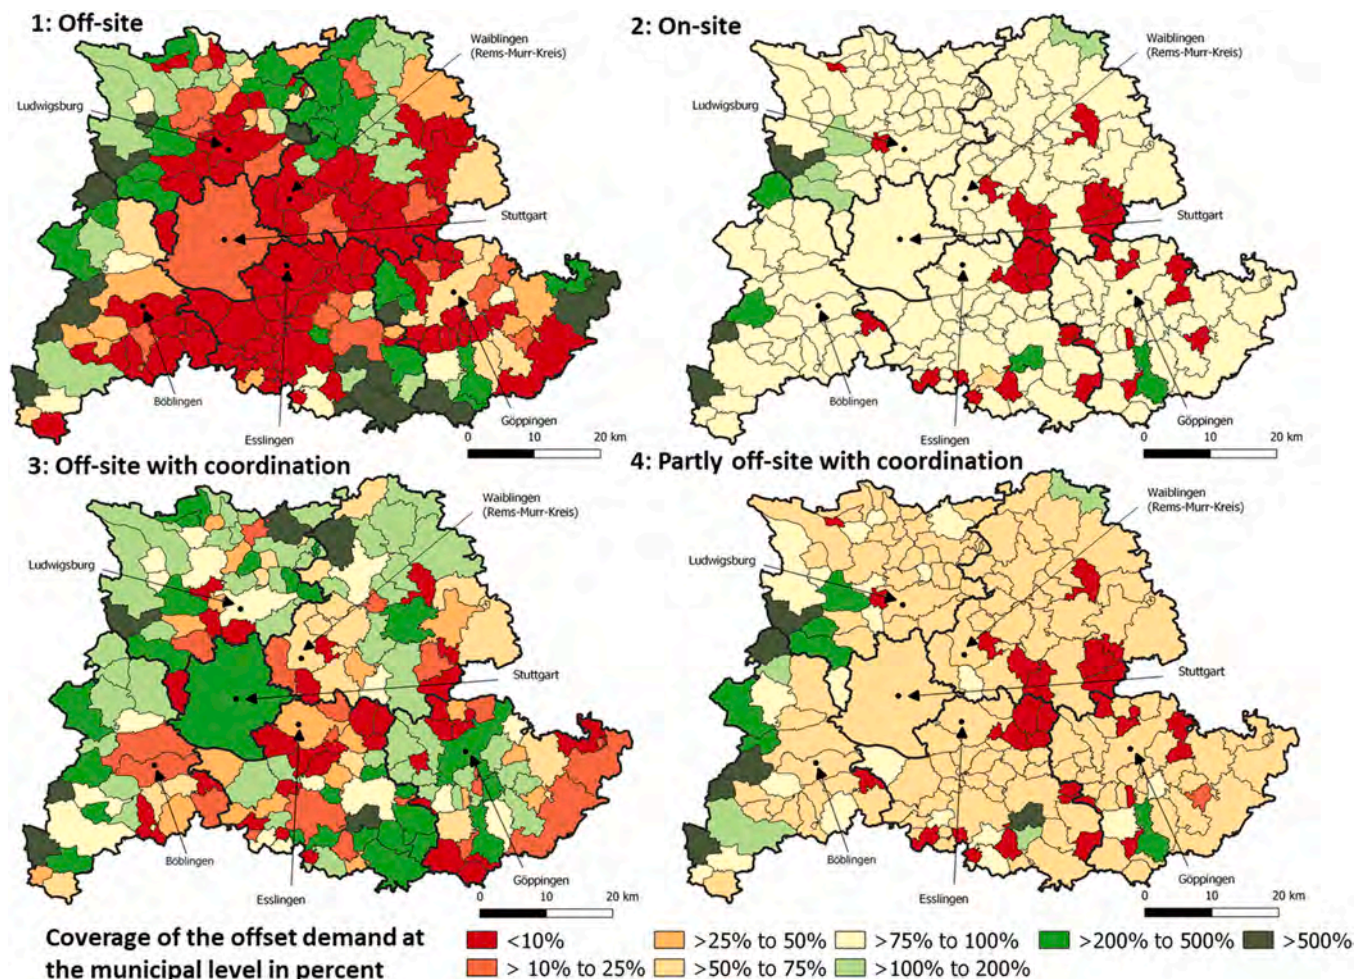 1: Off-site
Waiblingen
(Rems-Murr-Kreis)
Ludwigsburg
Stuttgart
Böblingen
Göppingen
Esslingen
0 10 20 km
2: On-site
Waiblingen
(Rems-Murr-Kreis)
Ludwigsburg
Stuttgart
Böblingen
Göppingen
Esslingen
0 10 20 km
3: Off-site with coordination
Waiblingen
(Rems-Murr-Kreis)
Ludwigsburg
Stuttgart
Böblingen
Göppingen
Esslingen
0 10 20 km
4: Partly off-site with coordination
Waiblingen
(Rems-Murr-Kreis)
Ludwigsburg
Stuttgart
Böblingen
Göppingen
Esslingen
0 10 20 km
Coverage of the offset demand at
the municipal level in percent
<10% >25% to 50% >75% to 100% >200% to 500% >500%
> 10% to 25% >50% to 75% >100% to 200%